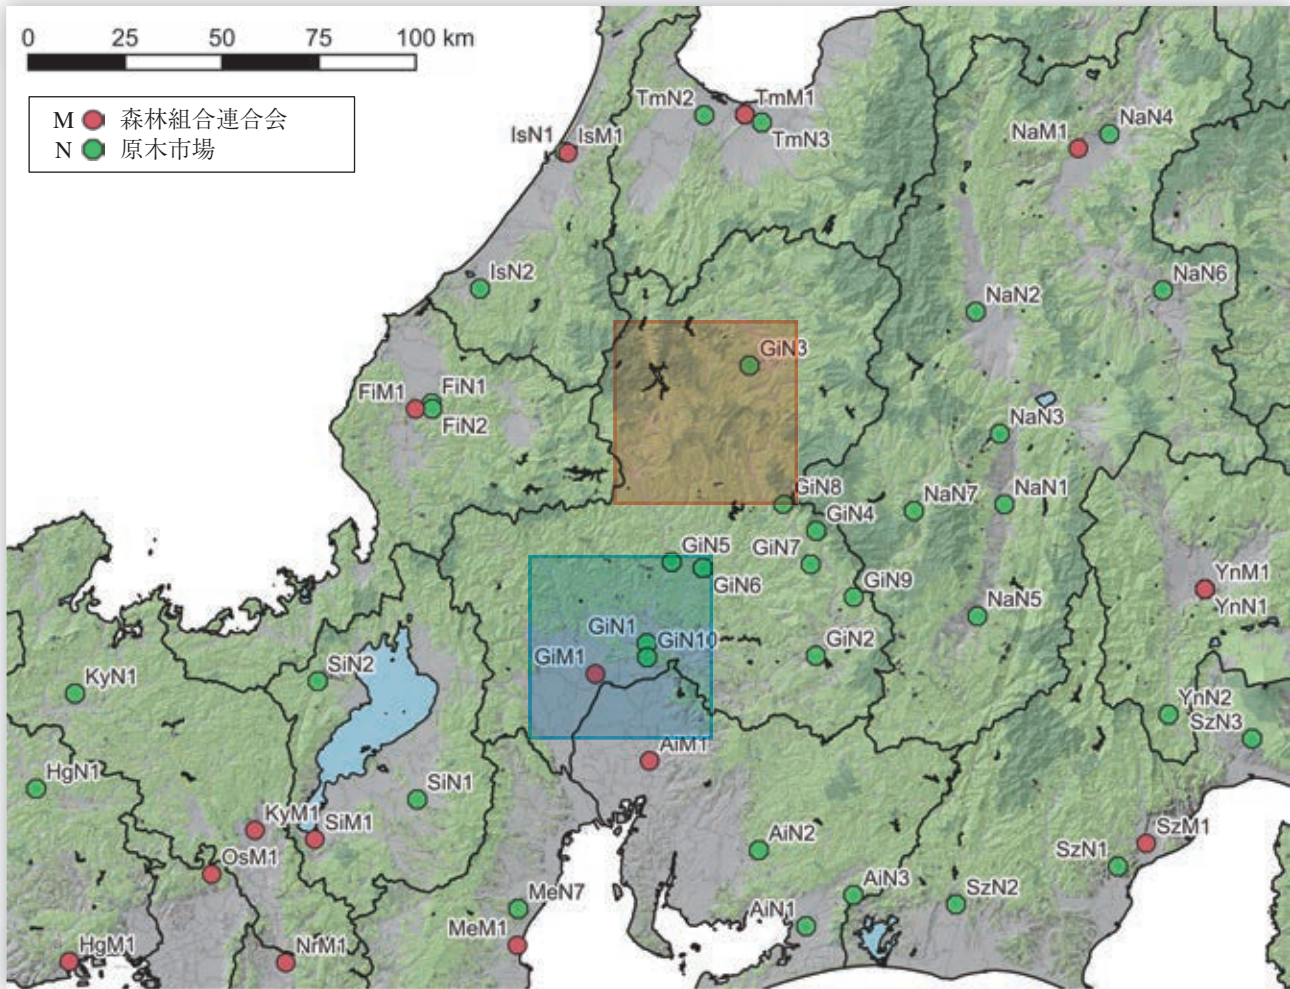 0 25 50 75 100 km
M 森林組合連合会
N 原木市場
TmN2
TmM1
TmN3
IsN1
IsM1
NaM1
NaN4
IsN2
NaN6
NaN2
GiN3
FiM1
FiN1
FiN2
NaN3
GiN8
NaN7
NaN1
GiN4
GiN5
GiN7
GiN6
GiN9
YnM1
YnN1
NaN5
GiN1
GiN10
GiN2
GiM1
SiN2
KyN1
YnN2
SzN3
AiM1
HgN1
SiN1
KyM1
SiM1
SzM1
AiN2
OsM1
SzN1
AiN3
SzN2
MeN7
AiN1
MeM1
HgM1
NrM1